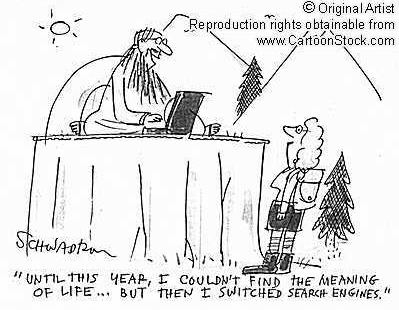 © Original Artist
Reproduction rights obtainable from
www.CartoonStock.com
SCHWADRON
"UNTIL THIS YEAR, I COULDN'T FIND THE MEANING
OF LIFE... BUT THEN I SWITCHED SEARCH ENGINES."